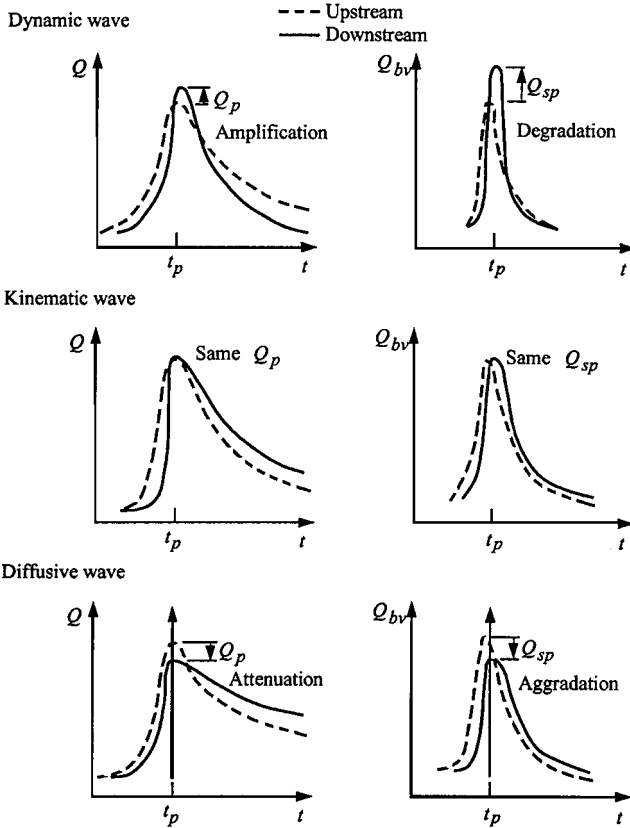 Dynamic wave
Upstream
Downstream
Q
Q_p
Amplification
t_p
t
Q_bv
Q_sp
Degradation
t_p
t
Kinematic wave
Q
Same Q_p
t_p
t
Q_bv
Same Q_sp
t_p
t
Diffusive wave
Q
Q_p
Attenuation
t_p
t
Q_bv
Q_sp
Aggradation
t_p
t